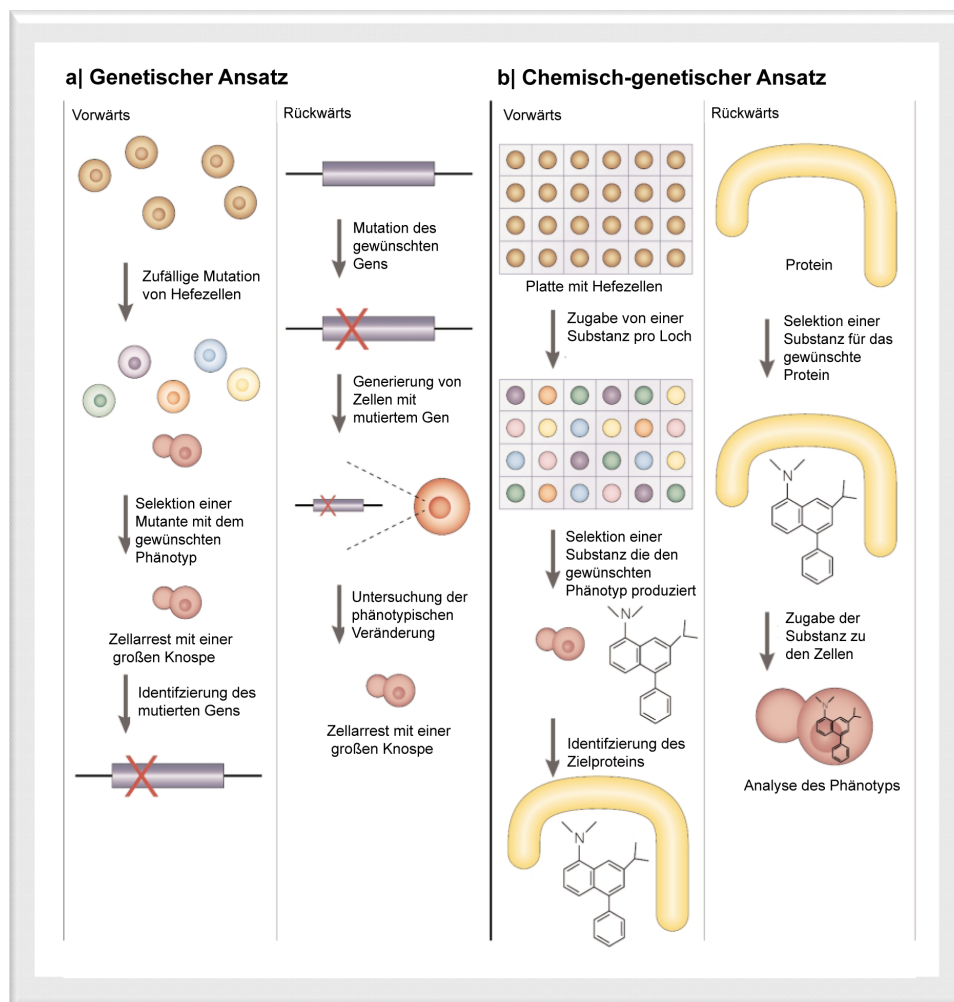 a| Genetischer Ansatz
Vorwärts
Zufällige Mutation
von Hefezellen
Selektion einer
Mutante mit dem
gewünschten
Phänotyp
Zellarrest mit einer
großen Knospe
Identifzierung des
mutierten Gens
Rückwärts
Mutation des
gewünschten
Gens
Generierung von
Zellen mit
mutiertem Gen
Untersuchung der
phänotypischen
Veränderung
Zellarrest mit einer
großen Knospe
b| Chemisch-genetischer Ansatz
Vorwärts
Platte mit Hefezellen
Zugabe von einer
Substanz pro Loch
Selektion einer
Substanz die den
gewünschten
Phänotyp produziert
N
Identifzierung des
Zielproteins
N
Rückwärts
Protein
Selektion einer
Substanz für das
gewünschte
Protein
N
Zugabe der
Substanz zu
den Zellen
N
Analyse des Phänotyps